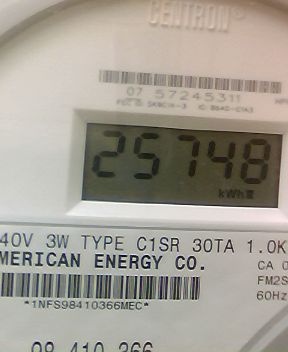 CENTRON®
07 57245311
25748
kWh
40V 3W TYPE C1SR 30TA 1.0K
MERICAN ENERGY CO.
CA 0
FM2S
*1NFS98410366MEC*
60Hz
98 410 366